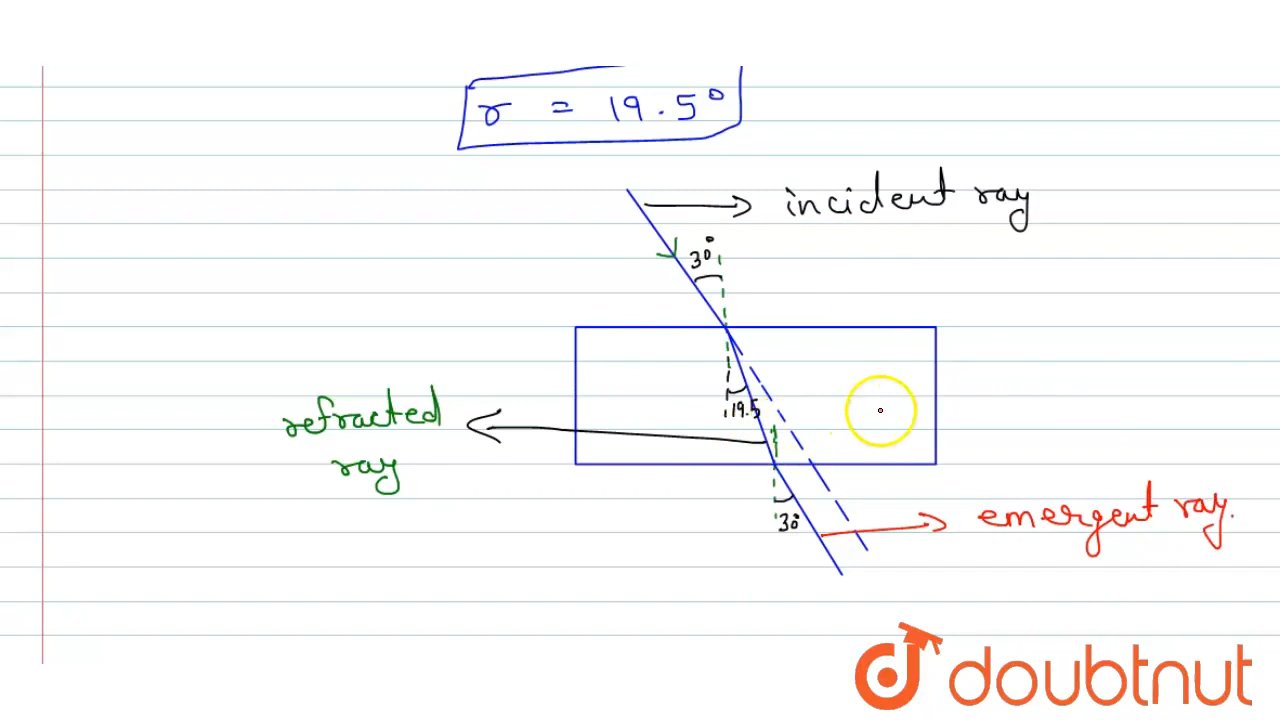 r = 19.5°
incident ray
30°
19.5
refracted
ray
30°
emergent ray.
doubtnut